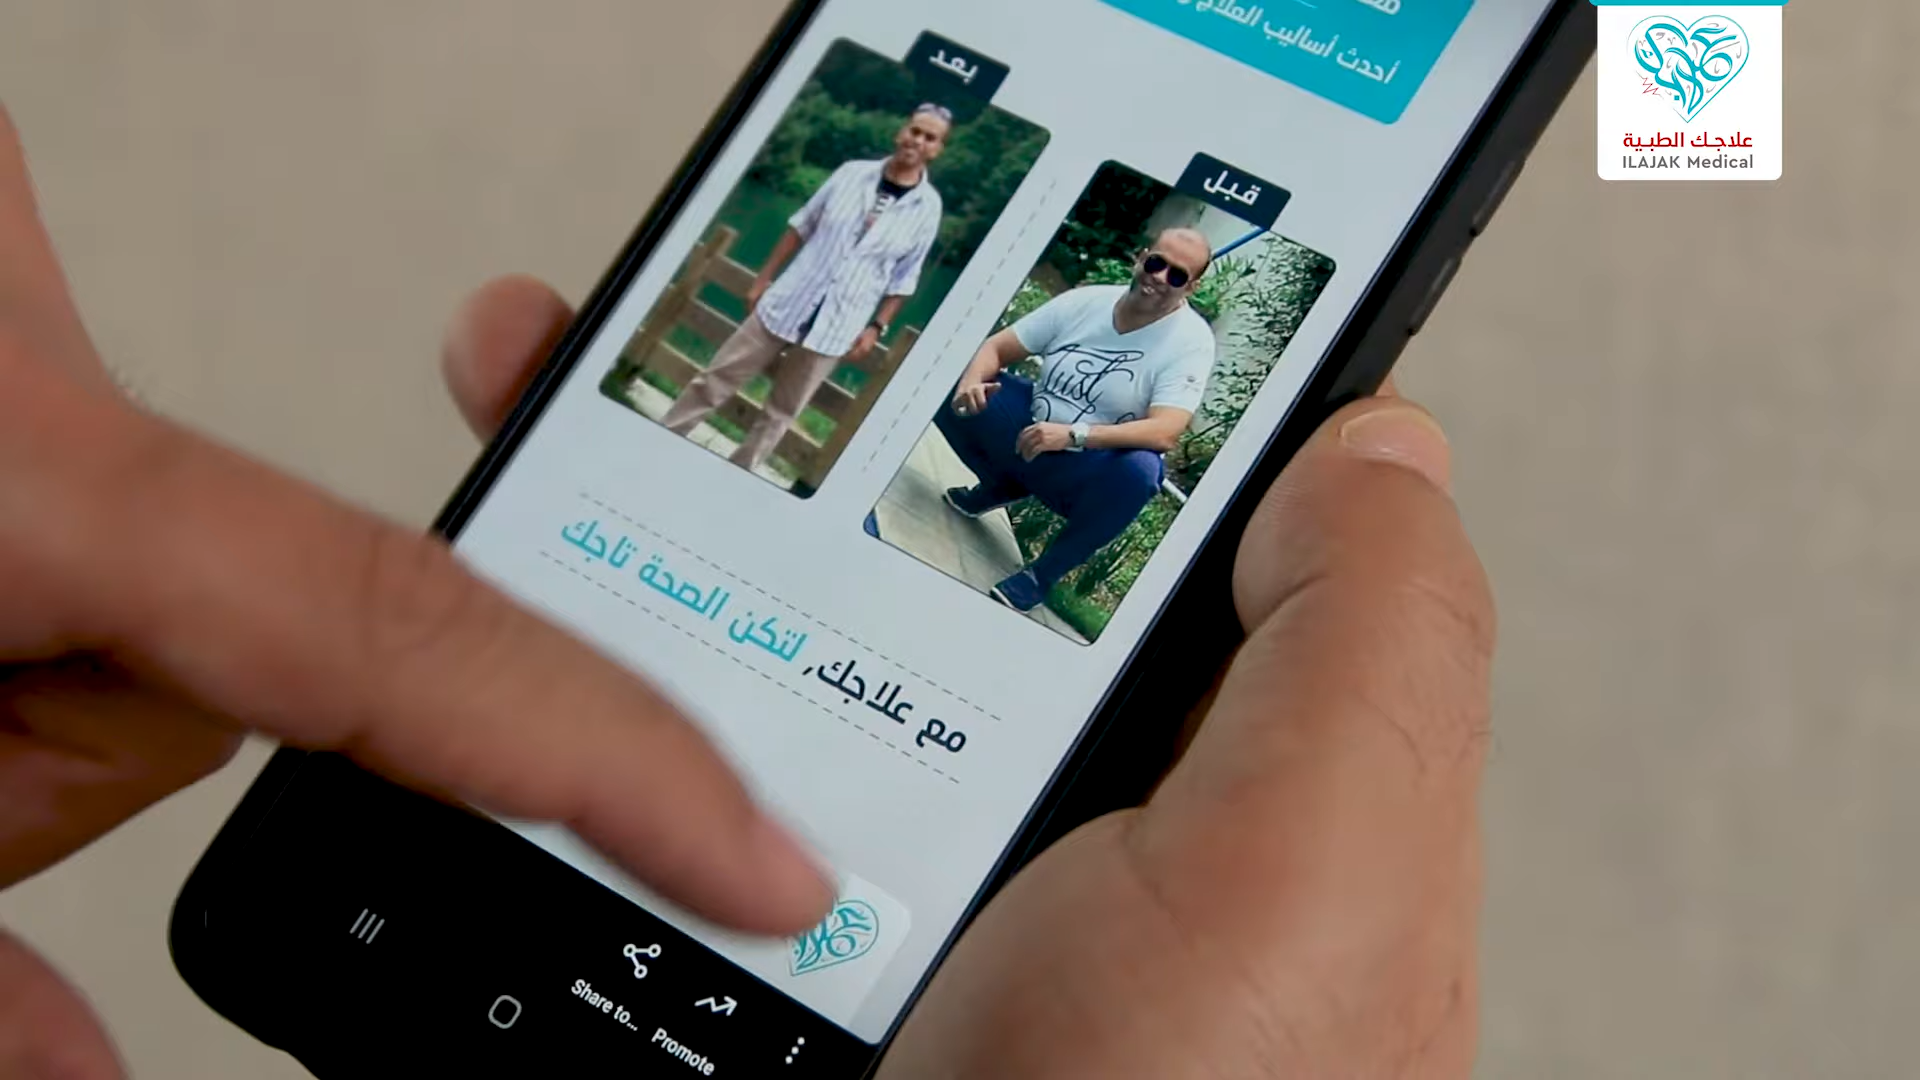 علاجك الطبية
ILAJAK Medical
أحدث أساليب العلاج
قبل
بعد
Just
مع علاجك, لتكن الصحة تاجك
Share to...
Promote